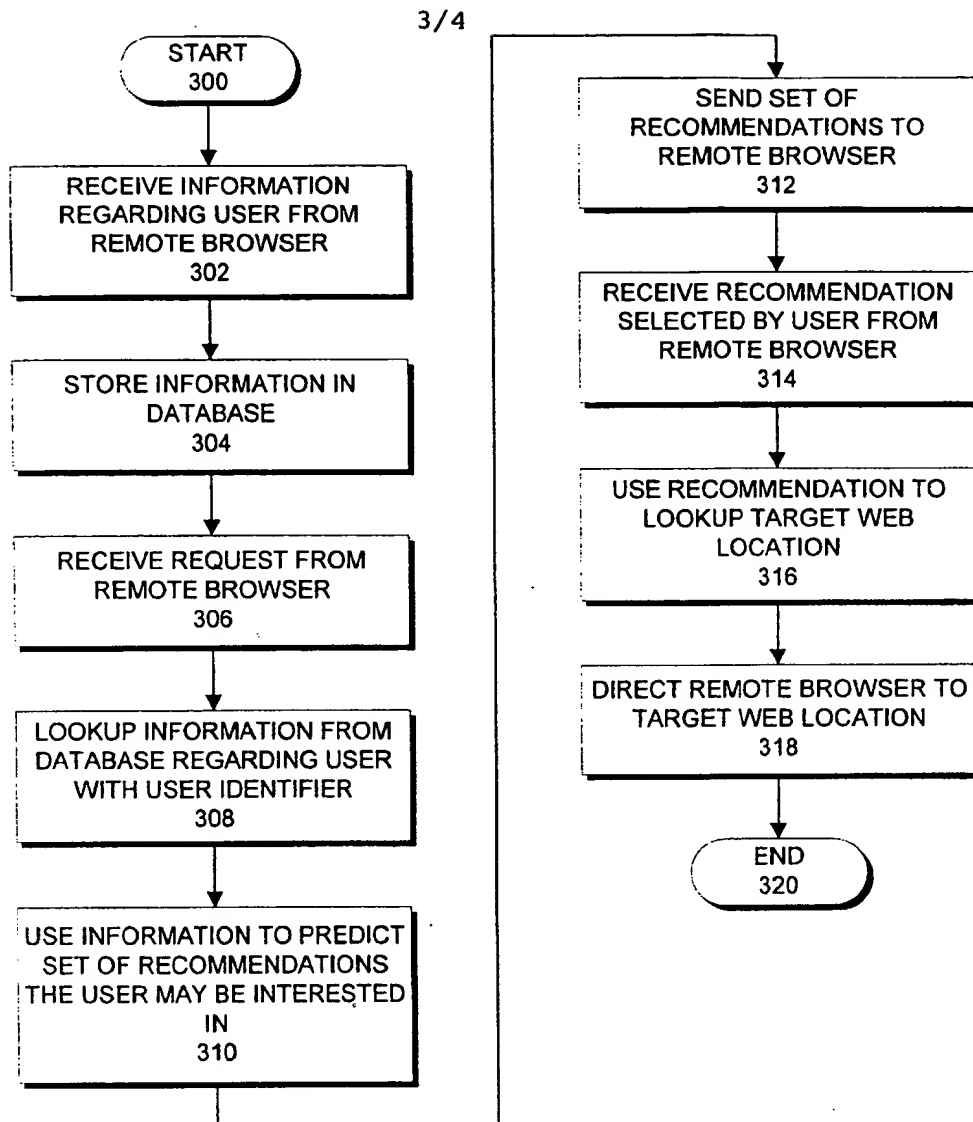 3/4
START
300
RECEIVE INFORMATION
REGARDING USER FROM
REMOTE BROWSER
302
STORE INFORMATION IN
DATABASE
304
RECEIVE REQUEST FROM
REMOTE BROWSER
306
LOOKUP INFORMATION FROM
DATABASE REGARDING USER
WITH USER IDENTIFIER
308
USE INFORMATION TO PREDICT
SET OF RECOMMENDATIONS
THE USER MAY BE INTERESTED
IN
310
SEND SET OF
RECOMMENDATIONS TO
REMOTE BROWSER
312
RECEIVE RECOMMENDATION
SELECTED BY USER FROM
REMOTE BROWSER
314
USE RECOMMENDATION TO
LOOKUP TARGET WEB
LOCATION
316
DIRECT REMOTE BROWSER TO
TARGET WEB LOCATION
318
END
320